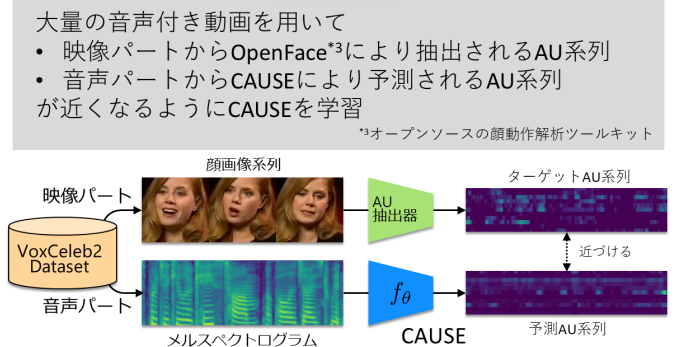 大量の音声付き動画を用いて
• 映像パートからOpenFace*3により抽出されるAU系列
• 音声パートからCAUSEにより予測されるAU系列
が近くなるようにCAUSEを学習
*3オープンソースの顔動作解析ツールキット
顔画像系列
ターゲットAU系列
映像パート
AU
抽出器
VoxCeleb2
Dataset
近づける
音声パート
fθ
CAUSE
メルスペクトログラム
予測AU系列